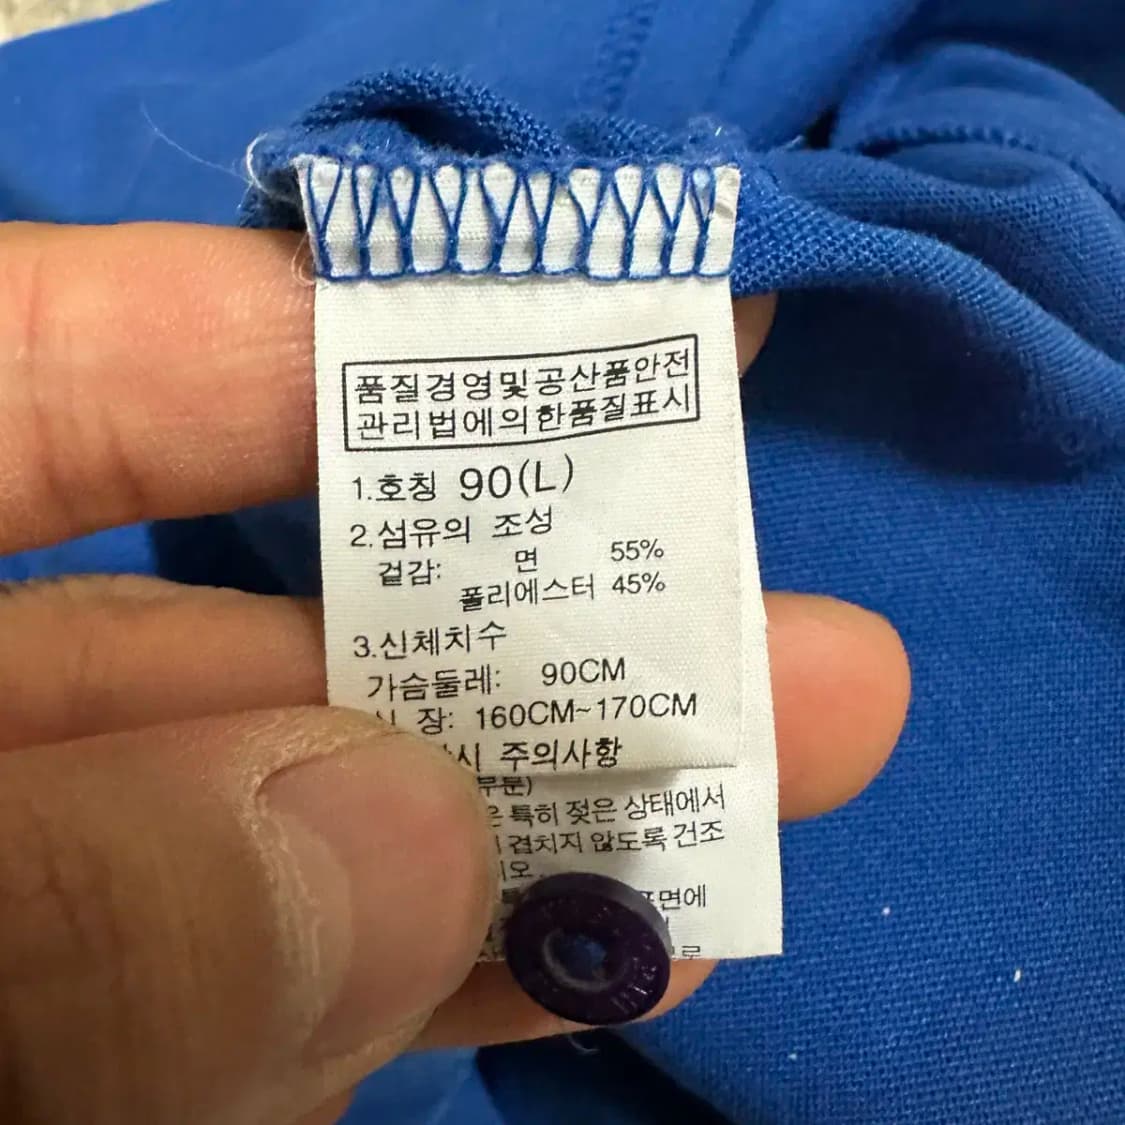 품질경영및공산품안전
관리법에의한품질표시
1.호칭 90(L)
2.섬유의 조성
겉감: 면 55%
폴리에스터 45%
3.신체치수
가슴둘레: 90CM
장: 160CM~170CM
주의사항
부분)
특히 젖은 상태에서
겹치지 않도록 건조